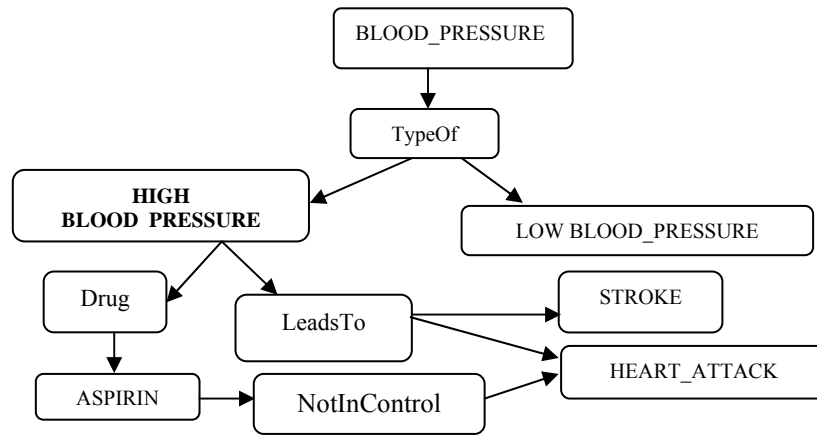 BLOOD_PRESSURE
TypeOf
HIGH
BLOOD PRESSURE
LOW BLOOD_PRESSURE
Drug
LeadsTo
STROKE
HEART_ATTACK
ASPIRIN
NotInControl